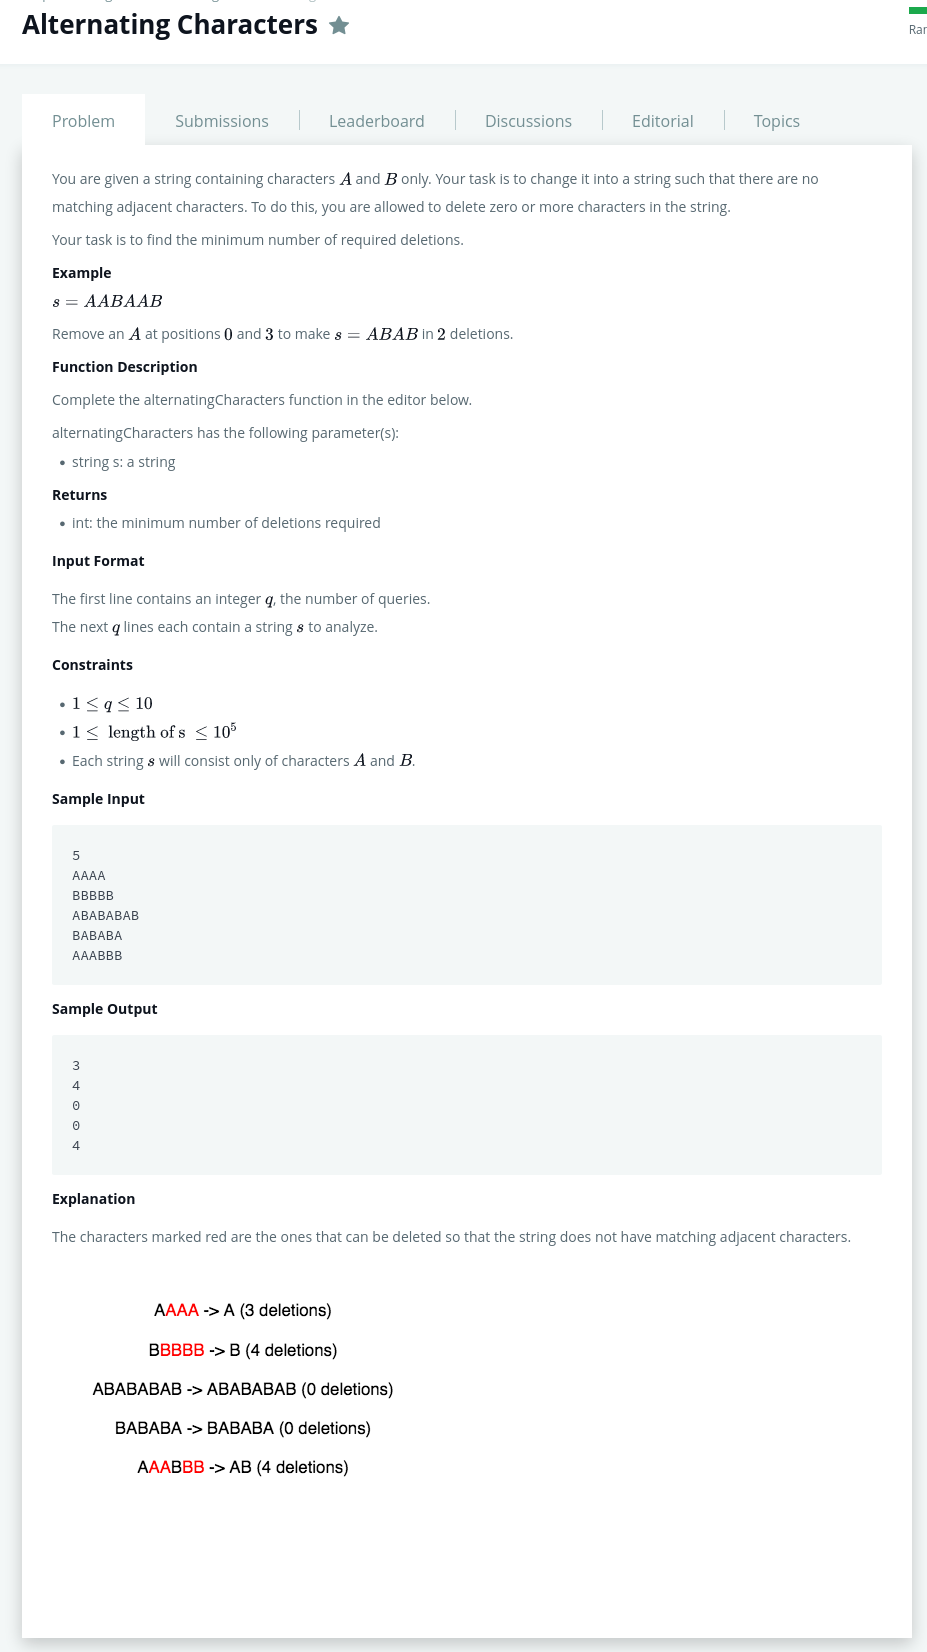 Alternating Characters
Problem
Submissions
Leaderboard
Discussions
Editorial
Topics
You are given a string containing characters A and B only. Your task is to change it into a string such that there are no
matching adjacent characters. To do this, you are allowed to delete zero or more characters in the string.
Your task is to find the minimum number of required deletions.
Example
s = AABAAB
Remove an A at positions 0 and 3 to make s = ABAB in 2 deletions.
Function Description
Complete the alternatingCharacters function in the editor below.
alternatingCharacters has the following parameter(s):
• string s: a string
Returns
• int: the minimum number of deletions required
Input Format
The first line contains an integer q, the number of queries.
The next q lines each contain a string s to analyze.
Constraints
• 1 ≤ q ≤ 10
• 1 ≤ length of s ≤ 10⁵
• Each string s will consist only of characters A and B.
Sample Input
5
AAAA
BBBBB
ABABABAB
BABABA
AAABBB
Sample Output
3
4
0
0
4
Explanation
The characters marked red are the ones that can be deleted so that the string does not have matching adjacent characters.
AAAA -> A (3 deletions)
BBBBB -> B (4 deletions)
ABABABAB -> ABABABAB (0 deletions)
BABABA -> BABABA (0 deletions)
AAABBB -> AB (4 deletions)